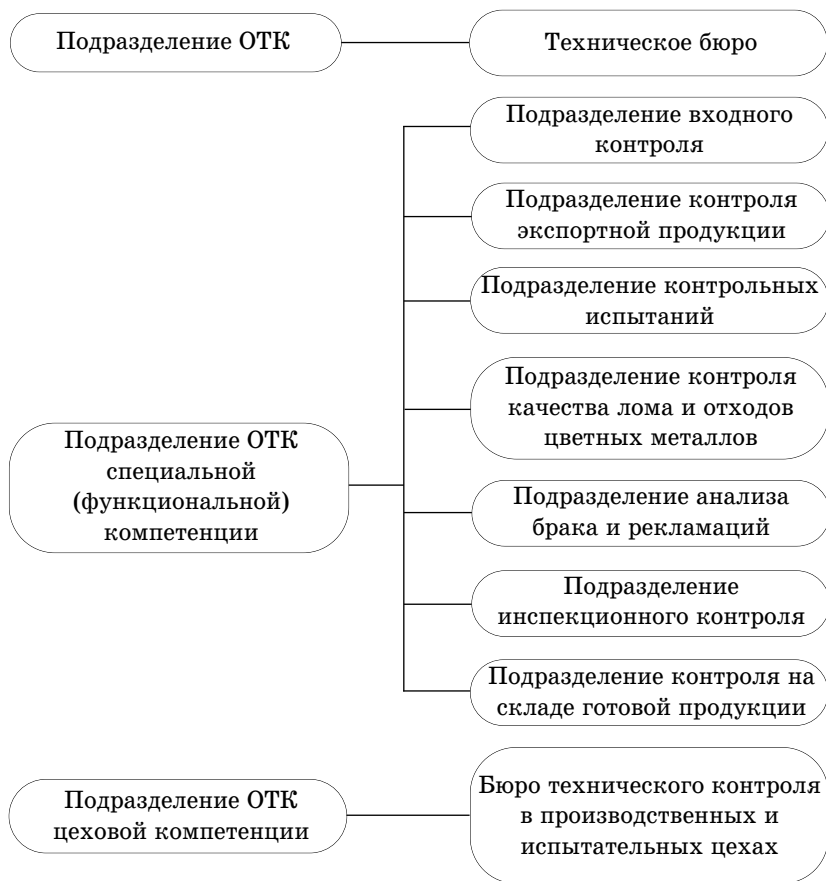 Подразделение ОТК
Техническое бюро
Подразделение входного
контроля
Подразделение контроля
экспортной продукции
Подразделение контрольных
испытаний
Подразделение контроля
качества лома и отходов
цветных металлов
Подразделение ОТК
специальной
(функциональной)
компетенции
Подразделение анализа
брака и рекламаций
Подразделение
инспекционного контроля
Подразделение контроля на
складе готовой продукции
Подразделение ОТК
цеховой компетенции
Бюро технического контроля
в производственных и
испытательных цехах